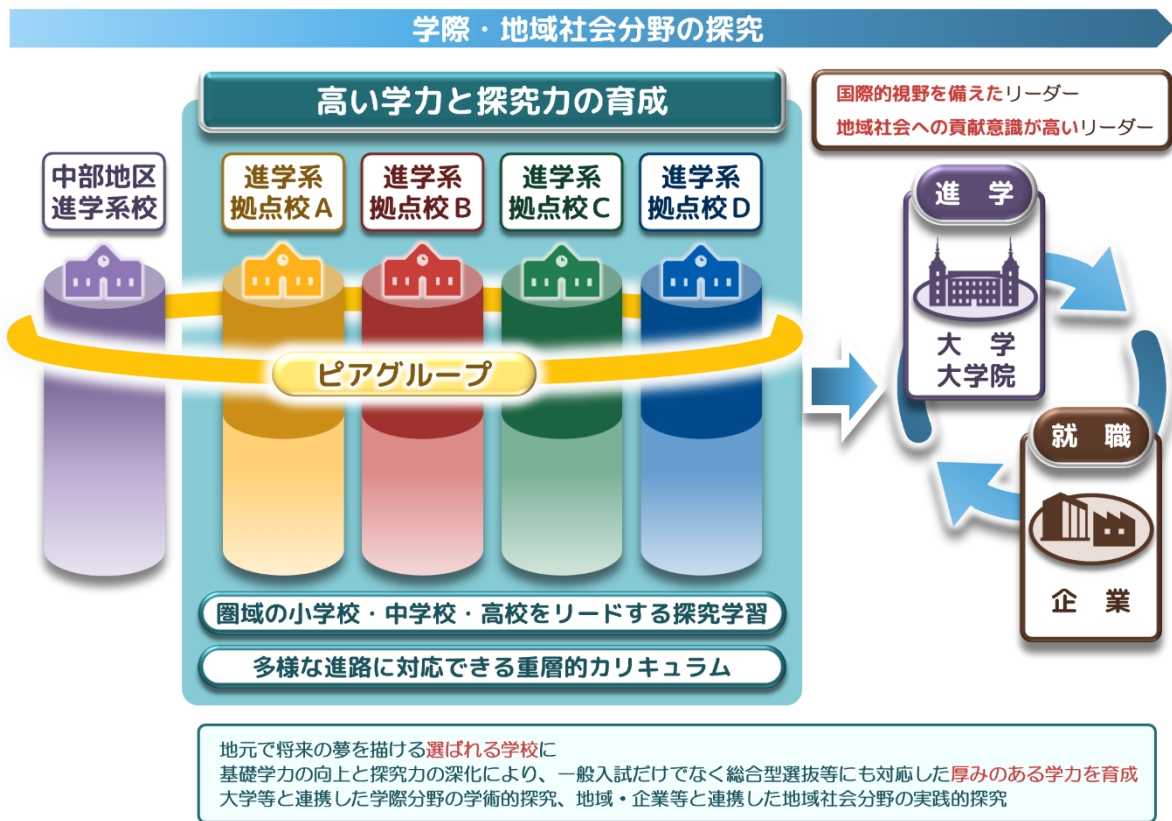 学際・地域社会分野の探究
高い学力と探究力の育成
国際的視野を備えたリーダー
地域社会への貢献意識が高いリーダー
中部地区
進学系校
進学系
拠点校A
進学系
拠点校B
進学系
拠点校C
進学系
拠点校D
ピアグループ
進学
大学
大学院
就職
企業
圏域の小学校・中学校・高校をリードする探究学習
多様な進路に対応できる重層的カリキュラム
地元で将来の夢を描ける選ばれる学校に
基礎学力の向上と探究力の深化により、一般入試だけでなく総合型選抜等にも対応した厚みのある学力を育成
大学等と連携した学際分野の学術的探究、地域・企業等と連携した地域社会分野の実践的探究